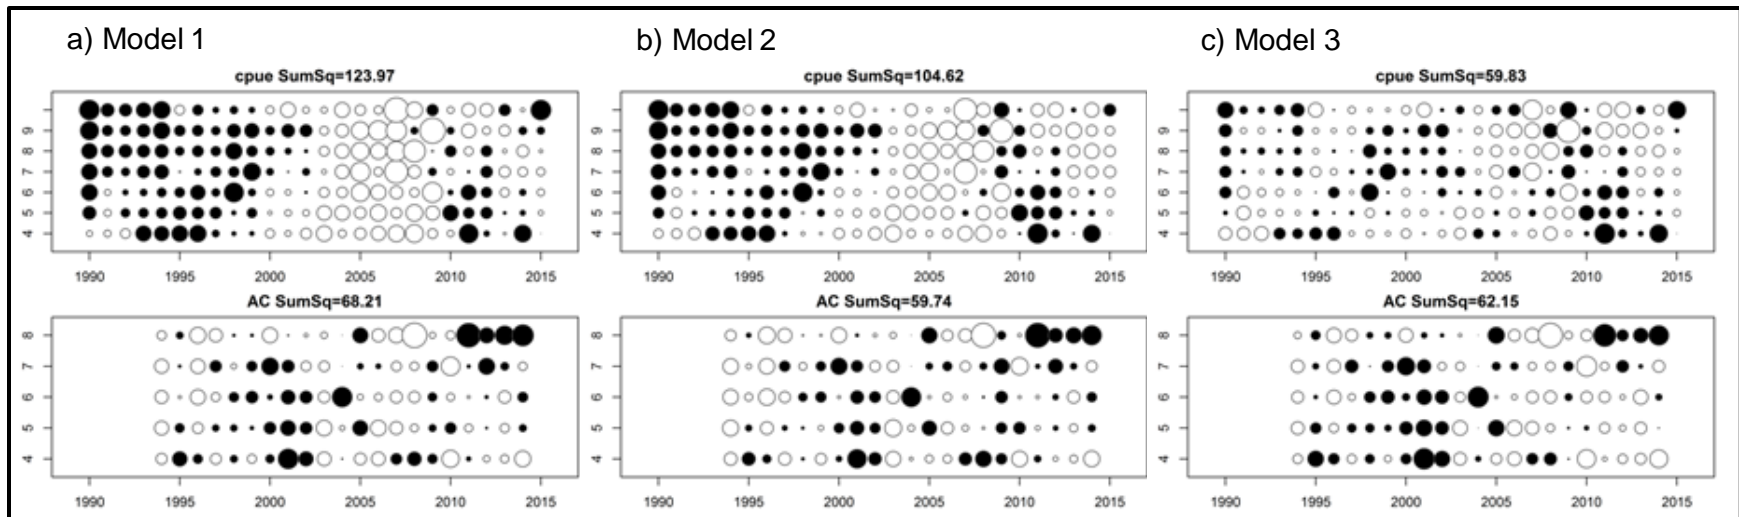 a) Model 1
b) Model 2
c) Model 3
cpue SumSq=123.97
cpue SumSq=104.62
cpue SumSq=59.83
9
8
7
6
5
4
9
8
7
6
5
4
9
8
7
6
5
4
1990 1995 2000 2005 2010 2015
1990 1995 2000 2005 2010 2015
1990 1995 2000 2005 2010 2015
AC SumSq=68.21
AC SumSq=59.74
AC SumSq=62.15
8
7
6
5
4
8
7
6
5
4
8
7
6
5
4
1990 1995 2000 2005 2010 2015
1990 1995 2000 2005 2010 2015
1990 1995 2000 2005 2010 2015